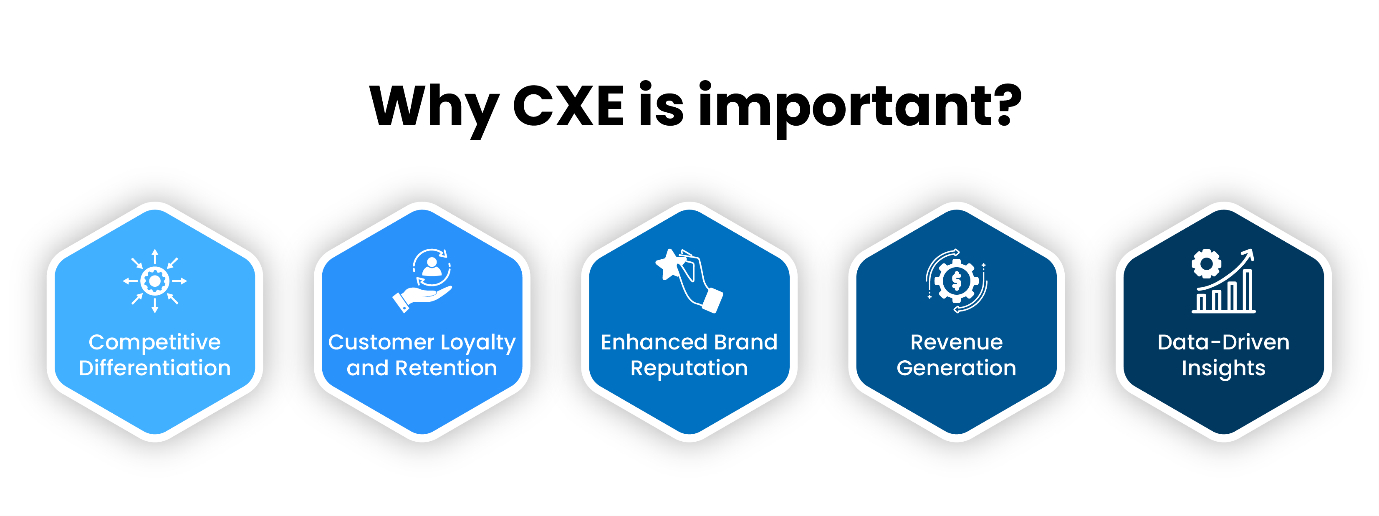 Why CXE is important?
Competitive
Differentiation
Customer Loyalty
and Retention
Enhanced Brand
Reputation
Revenue
Generation
Data-Driven
Insights